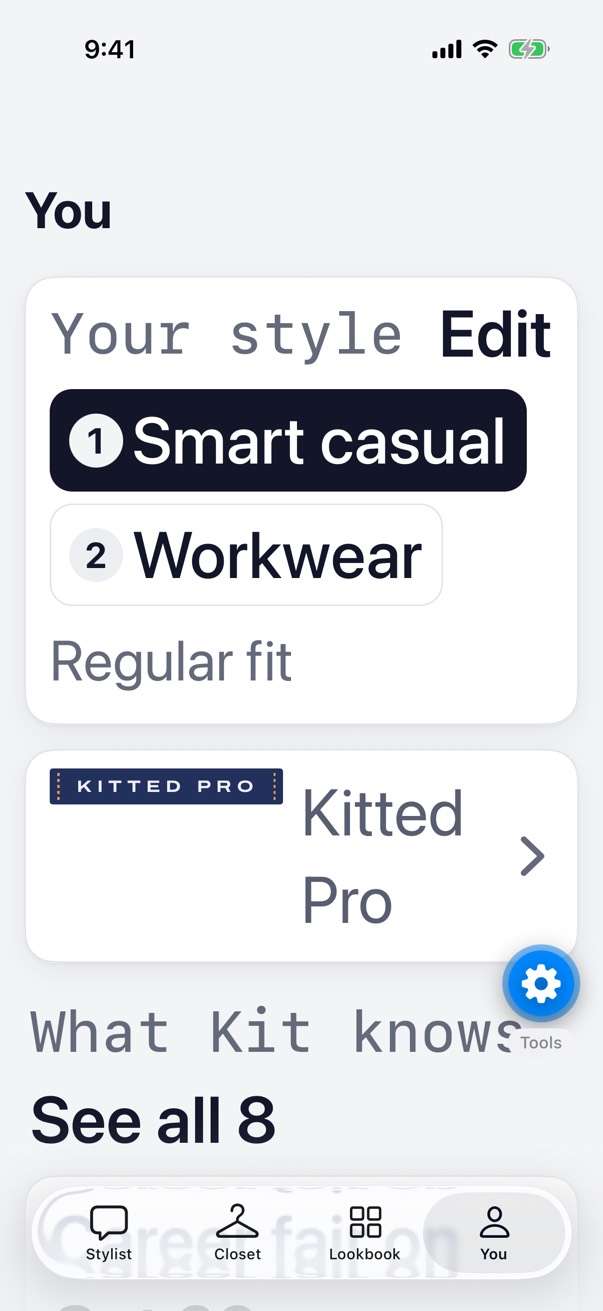 9:41
You
Your style Edit
1 Smart casual
2 Workwear
Regular fit
KITTED PRO
Kitted
Pro
What Kit knows
Tools
See all 8
Stylist Closet Lookbook You